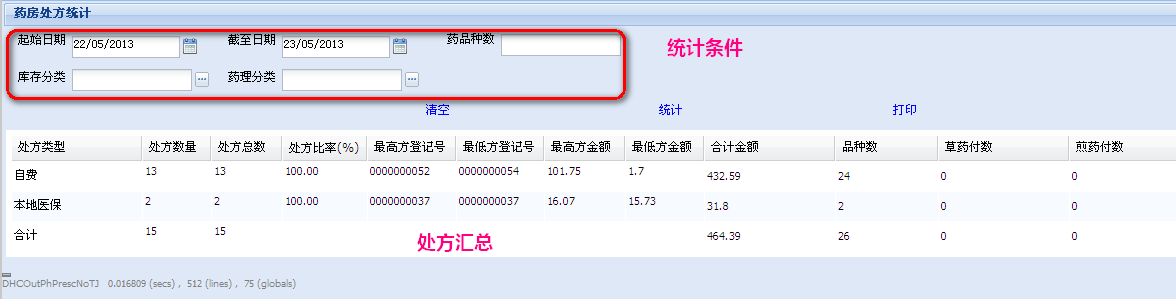 药房处方统计
起始日期 22/05/2013 截至日期 23/05/2013 药品种数
统计条件
库存分类 ... 药理分类 ...
清空 统计 打印
处方类型 处方数量 处方总数 处方比率(%) 最高方登记号 最低方登记号 最高方金额 最低方金额 合计金额 品种数 草药付数 煎药付数
自费 13 13 100.00 0000000052 0000000054 101.75 1.7 432.59 24 0 0
本地医保 2 2 100.00 0000000037 0000000037 16.07 15.73 31.8 2 0 0
合计 15 15 464.39 26 0 0
处方汇总
DHCOutPhPrescNoTJ 0.016809 (secs) , 512 (lines) , 75 (globals)